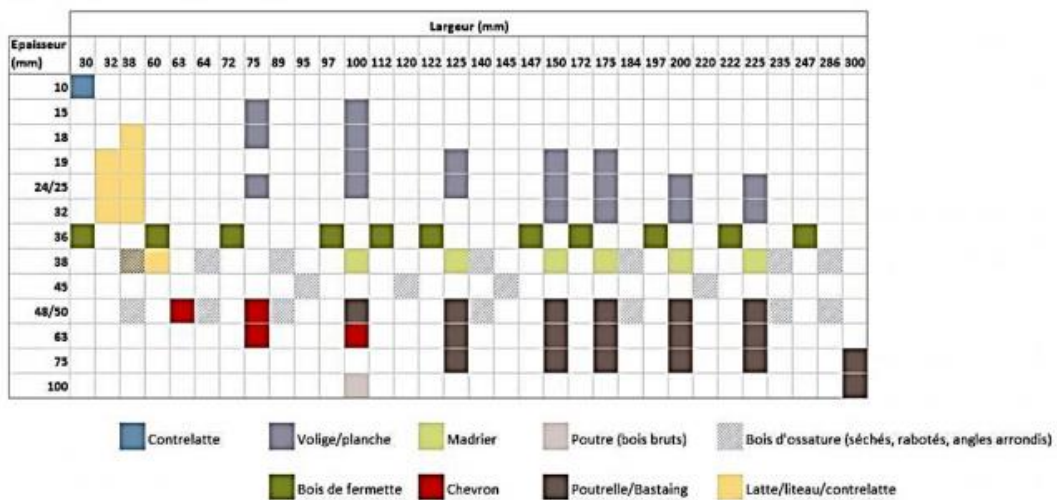 Largeur (mm)
Epaisseur
(mm) 30 32 38 60 63 64 72 75 89 95 97 100 112 120 122 125 140 145 147 150 172 175 184 197 200 220 222 225 235 247 286 300
10
15
18
19
24/25
32
36
38
45
48/50
63
75
100
Contrelatte Volige/planche Madrier Poutre (bois bruts) Bois d'ossature (séchés, rabotés, angles arrondis)
Bois de fermette Chevron Poutrelle/Bastaing Latte/liteau/contrelatte